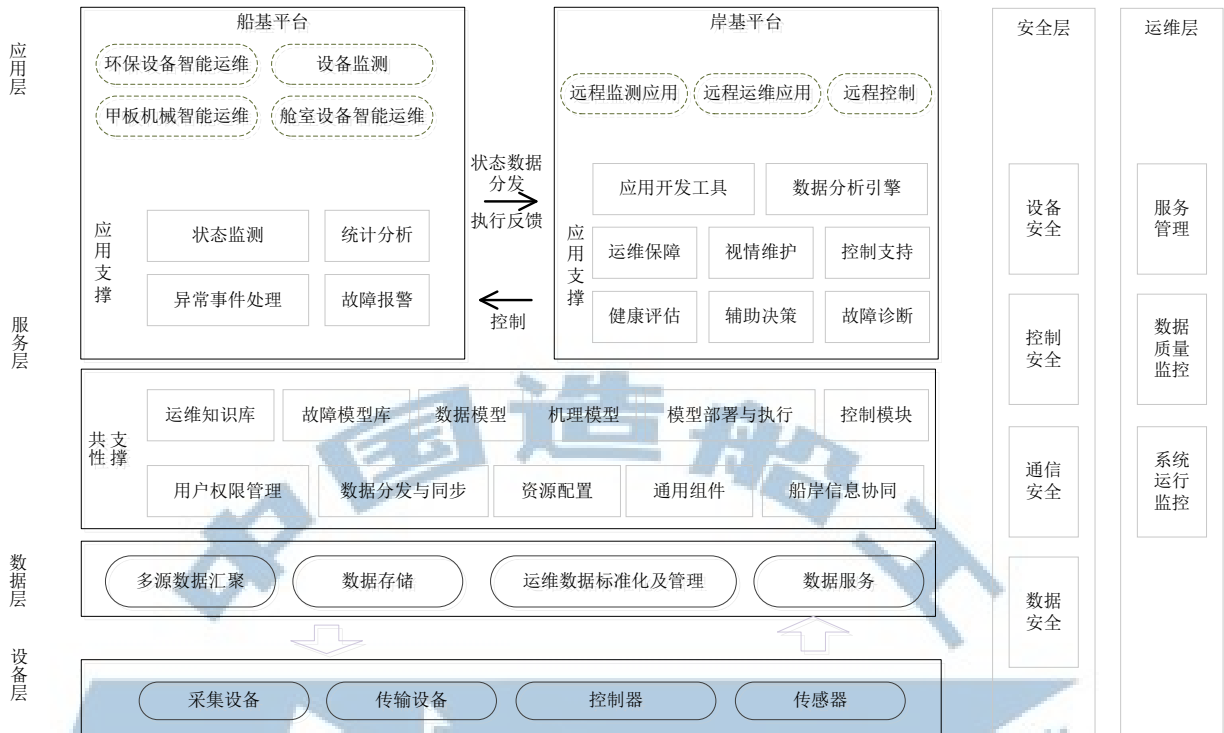 应用层
船基平台
环保设备智能运维
设备监测
甲板机械智能运维
舱室设备智能运维
应用支撑
状态监测
统计分析
异常事件处理
故障报警
状态数据
分发
执行反馈
控制
岸基平台
远程监测应用
远程运维应用
远程控制
应用支撑
应用开发工具
数据分析引擎
运维保障
视情维护
控制支持
健康评估
辅助决策
故障诊断
服务层
共性
支撑
运维知识库
故障模型库
数据模型
机理模型
模型部署与执行
控制模块
用户权限管理
数据分发与同步
资源配置
通用组件
船岸信息协同
数据层
多源数据汇聚
数据存储
运维数据标准化及管理
数据服务
设备层
采集设备
传输设备
控制器
传感器
安全层
设备
安全
控制
安全
通信
安全
数据
安全
运维层
服务
管理
数据
质量
监控
系统
运行
监控
中国造船工